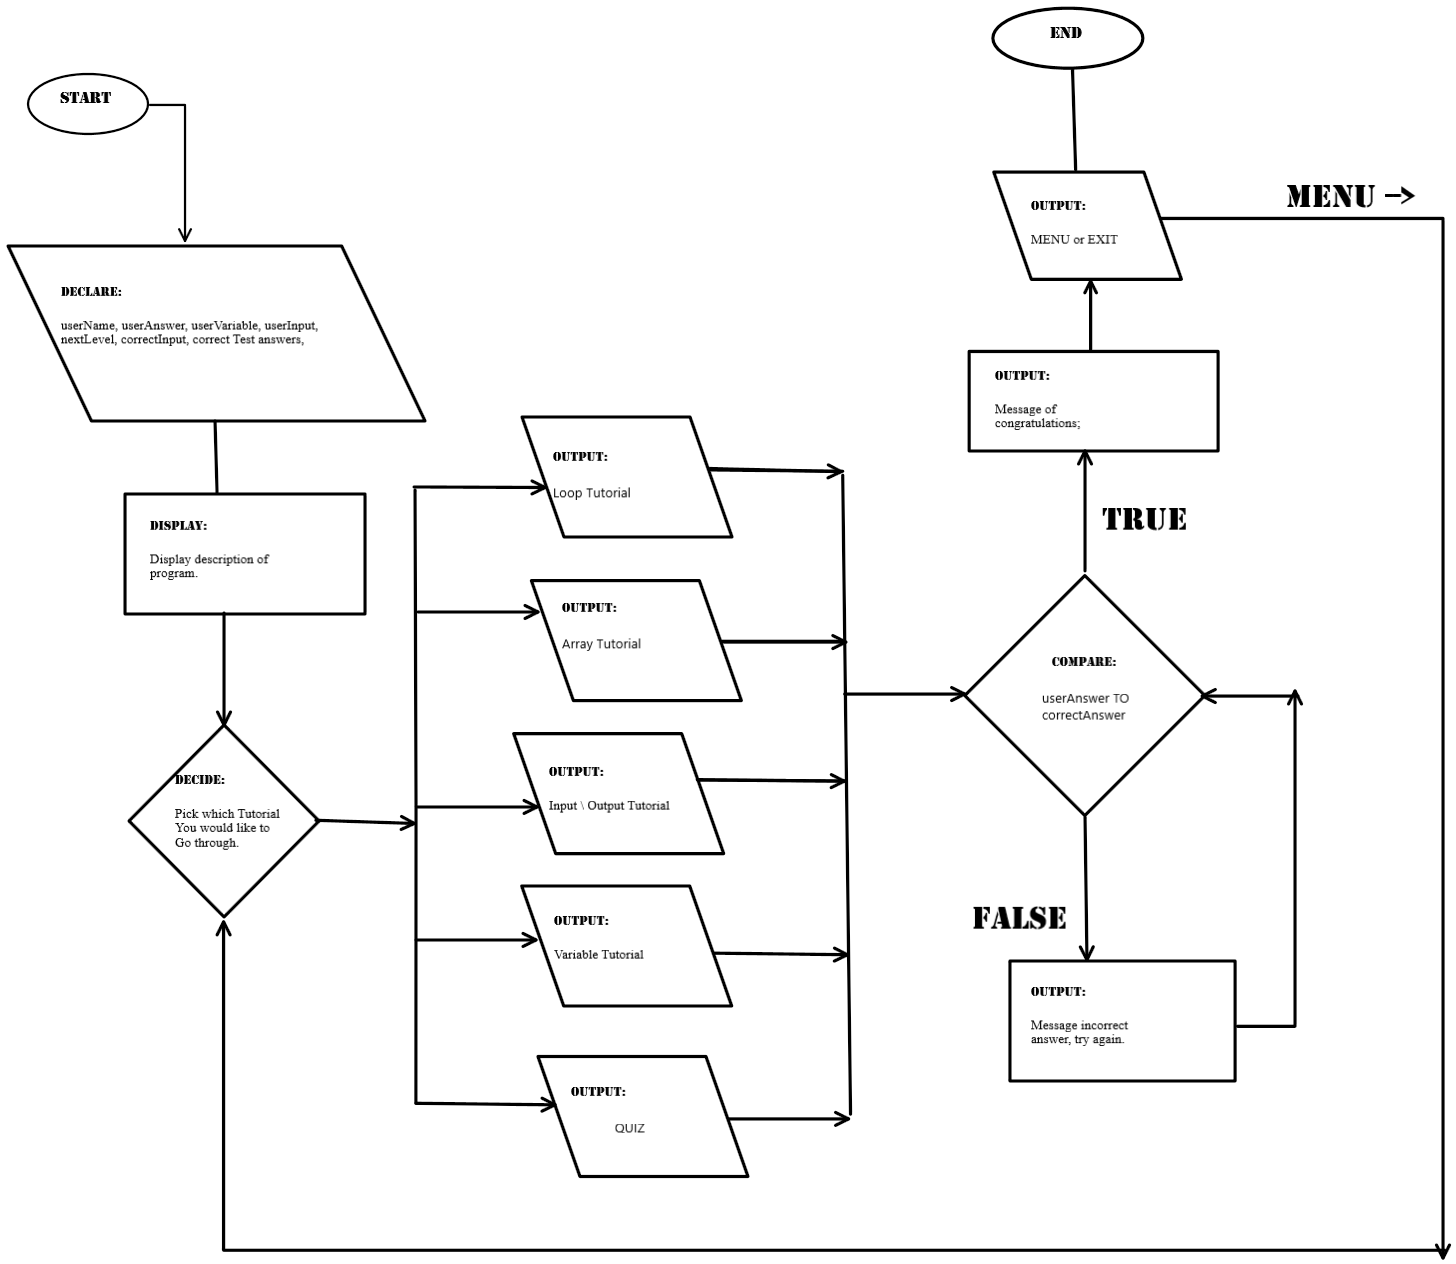 START
DECLARE:
userName, userAnswer, userVariable, userInput,
nextLevel, correctInput, correct Test answers,
DISPLAY:
Display description of
program.
DECIDE:
Pick which Tutorial
You would like to
Go through.
OUTPUT:
Loop Tutorial
OUTPUT:
Array Tutorial
OUTPUT:
Input \ Output Tutorial
OUTPUT:
Variable Tutorial
OUTPUT:
QUIZ
COMPARE:
userAnswer TO
correctAnswer
FALSE
OUTPUT:
Message incorrect
answer, try again.
TRUE
OUTPUT:
Message of
congratulations;
OUTPUT:
MENU or EXIT
MENU →
END